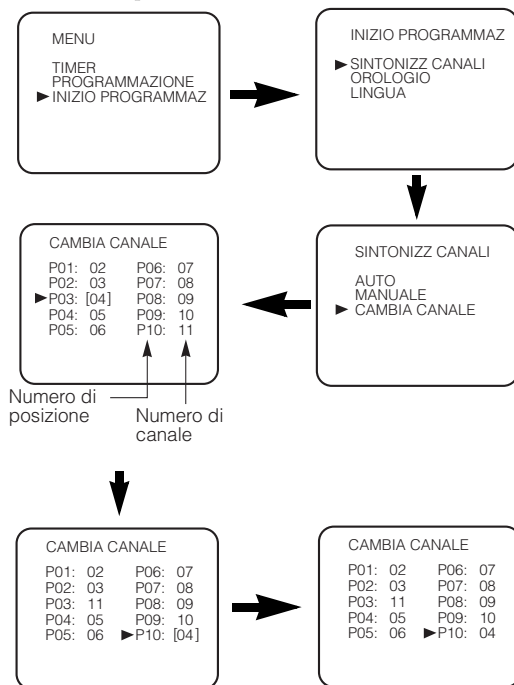 MENU
TIMER
PROGRAMMAZIONE
►INIZIO PROGRAMMAZ
INIZIO PROGRAMMAZ
►SINTONIZZ CANALI
OROLOGIO
LINGUA
SINTONIZZ CANALI
AUTO
MANUALE
► CAMBIA CANALE
CAMBIA CANALE
P01: 02 P06: 07
P02: 03 P07: 08
►P03: [04] P08: 09
P04: 05 P09: 10
P05: 06 P10: 11
Numero di
posizione
Numero di
canale
CAMBIA CANALE
P01: 02 P06: 07
P02: 03 P07: 08
P03: 11 P08: 09
P04: 05 P09: 10
P05: 06 ►P10: [04]
CAMBIA CANALE
P01: 02 P06: 07
P02: 03 P07: 08
P03: 11 P08: 09
P04: 05 P09: 10
P05: 06 ►P10: 04